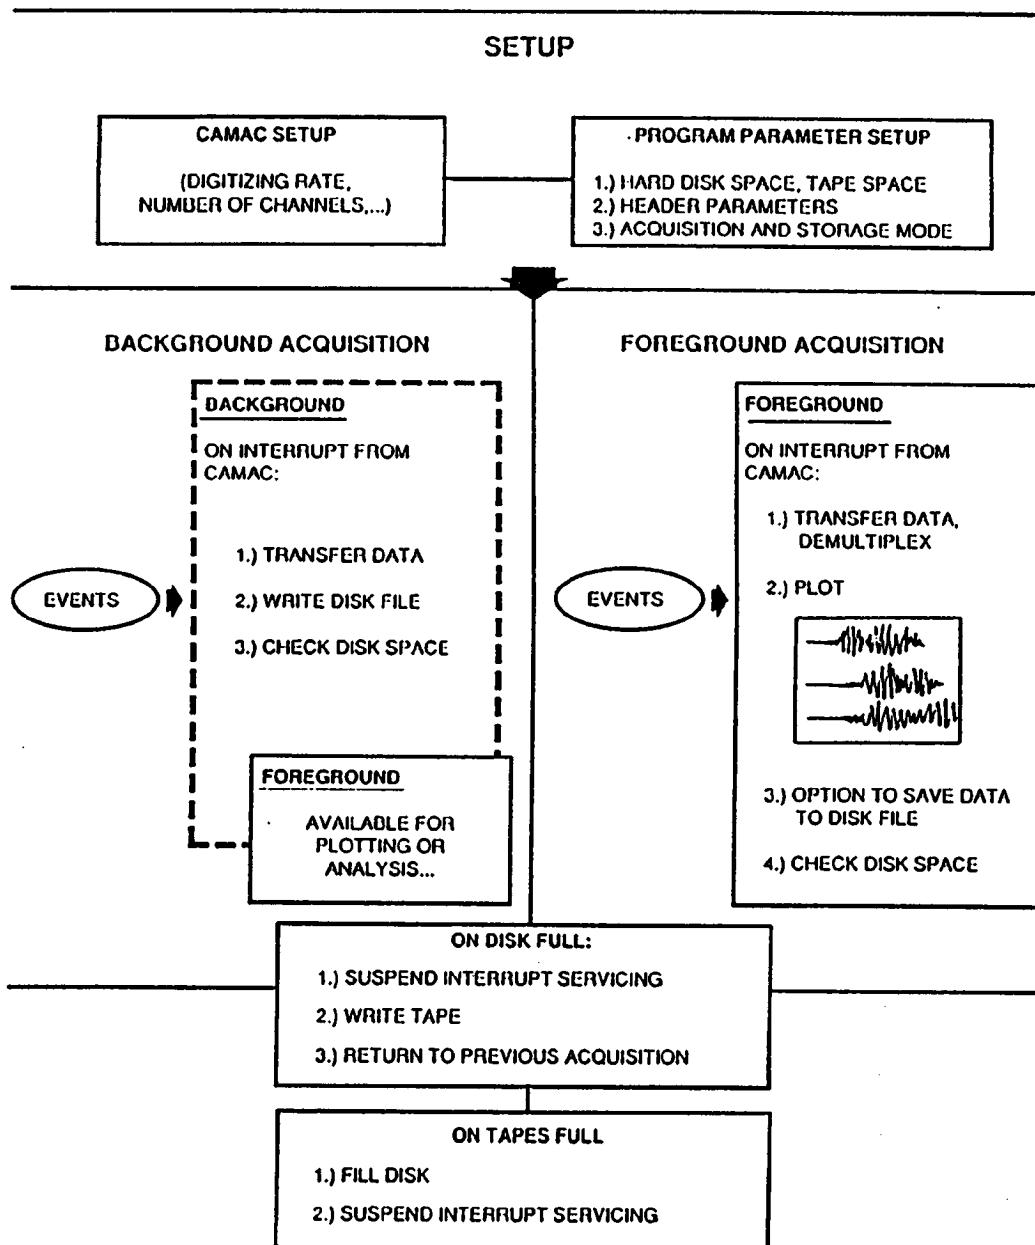 SETUP
CAMAC SETUP
(DIGITIZING RATE,
NUMBER OF CHANNELS,...)
PROGRAM PARAMETER SETUP
1.) HARD DISK SPACE, TAPE SPACE
2.) HEADER PARAMETERS
3.) ACQUISITION AND STORAGE MODE
BACKGROUND ACQUISITION
BACKGROUND
ON INTERRUPT FROM
CAMAC:
1.) TRANSFER DATA
2.) WRITE DISK FILE
3.) CHECK DISK SPACE
EVENTS
FOREGROUND
AVAILABLE FOR
PLOTTING OR
ANALYSIS...
FOREGROUND ACQUISITION
FOREGROUND
ON INTERRUPT FROM
CAMAC:
1.) TRANSFER DATA,
DEMULTIPLEX
2.) PLOT
EVENTS
3.) OPTION TO SAVE DATA
TO DISK FILE
4.) CHECK DISK SPACE
ON DISK FULL:
1.) SUSPEND INTERRUPT SERVICING
2.) WRITE TAPE
3.) RETURN TO PREVIOUS ACQUISITION
ON TAPES FULL
1.) FILL DISK
2.) SUSPEND INTERRUPT SERVICING